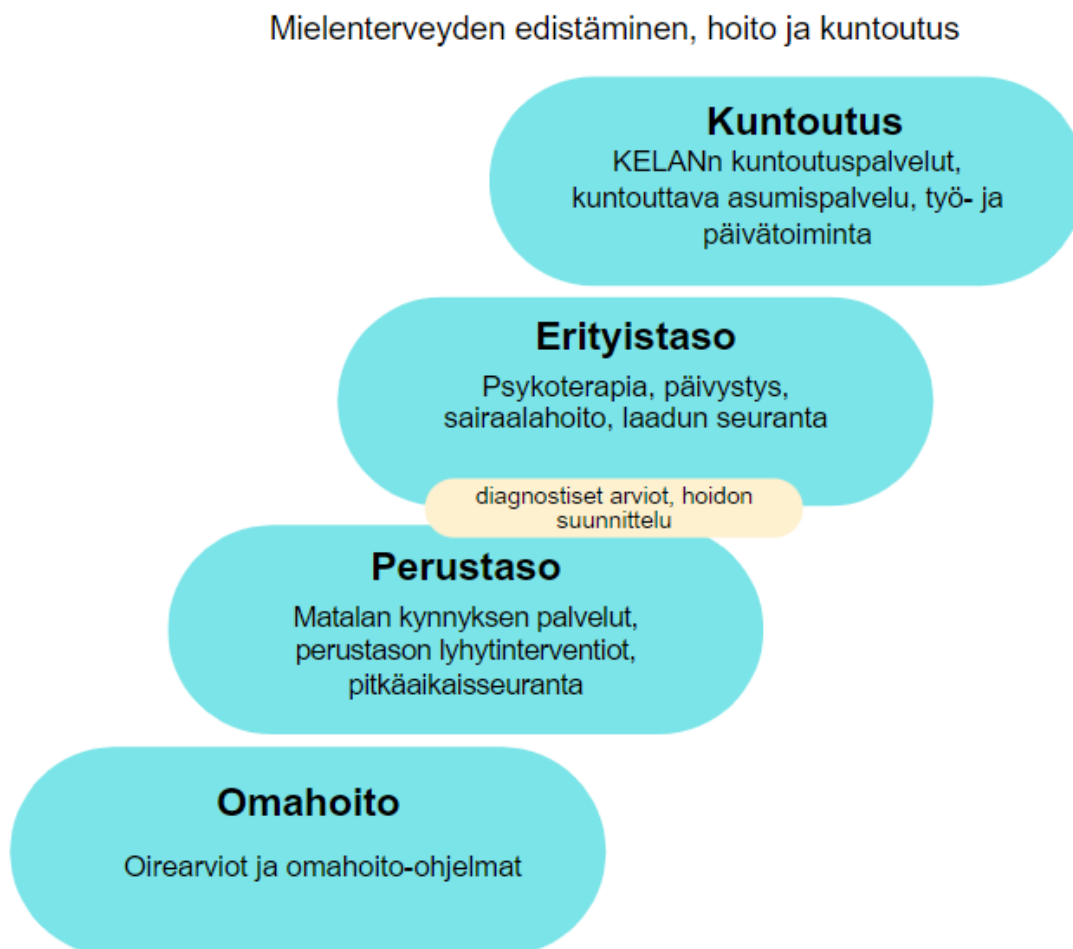 Mielenterveyden edistäminen, hoito ja kuntoutus
Kuntoutus
KELANn kuntoutuspalvelut,
kuntouttava asumispalvelu, työ- ja
päivätoiminta
Erityistaso
Psykoterapia, päivystys,
sairaalahoito, laadun seuranta
diagnostiset arviot, hoidon
suunnittelu
Perustaso
Matalan kynnyksen palvelut,
perustason lyhytinterventiot,
pitkäaikaisseuranta
Omahoito
Oirearviot ja omahoito-ohjelmat